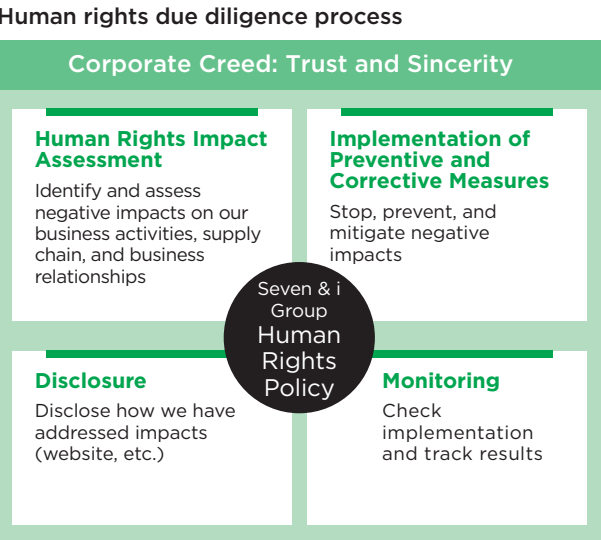 Human rights due diligence process
Corporate Creed: Trust and Sincerity
Human Rights Impact
Assessment
Identify and assess
negative impacts on our
business activities, supply
chain, and business
relationships
Implementation of
Preventive and
Corrective Measures
Stop, prevent, and
mitigate negative
impacts
Seven & i
Group
Human
Rights
Policy
Disclosure
Disclose how we have
addressed impacts
(website, etc.)
Monitoring
Check
implementation
and track results